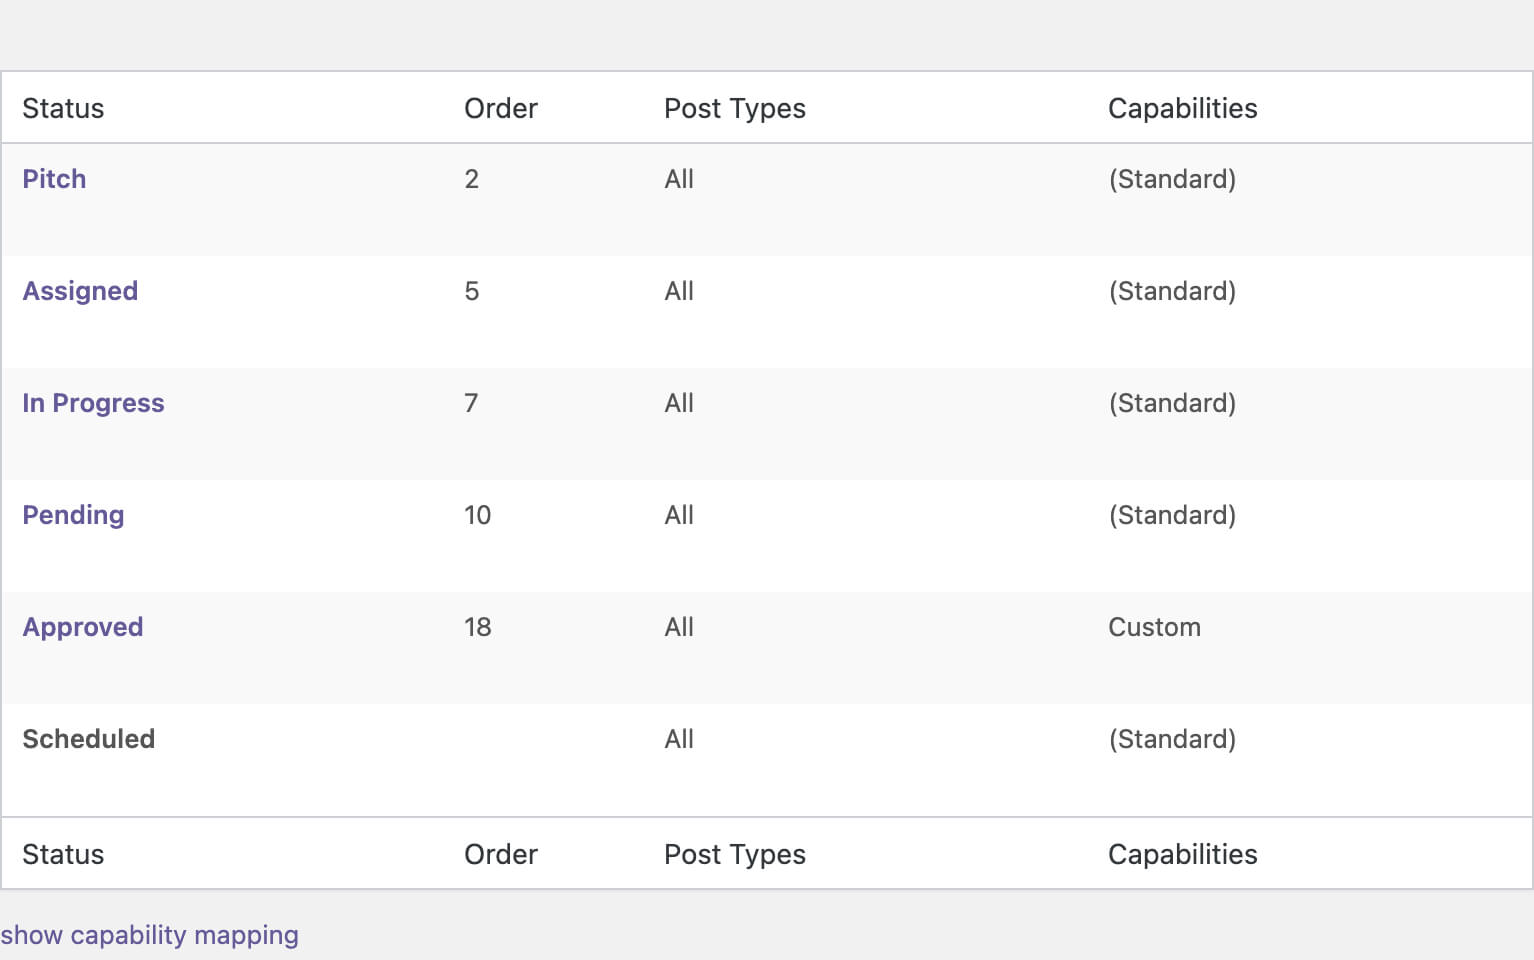 Status Order Post Types Capabilities
Pitch 2 All (Standard)
Assigned 5 All (Standard)
In Progress 7 All (Standard)
Pending 10 All (Standard)
Approved 18 All Custom
Scheduled All (Standard)
Status Order Post Types Capabilities
show capability mapping